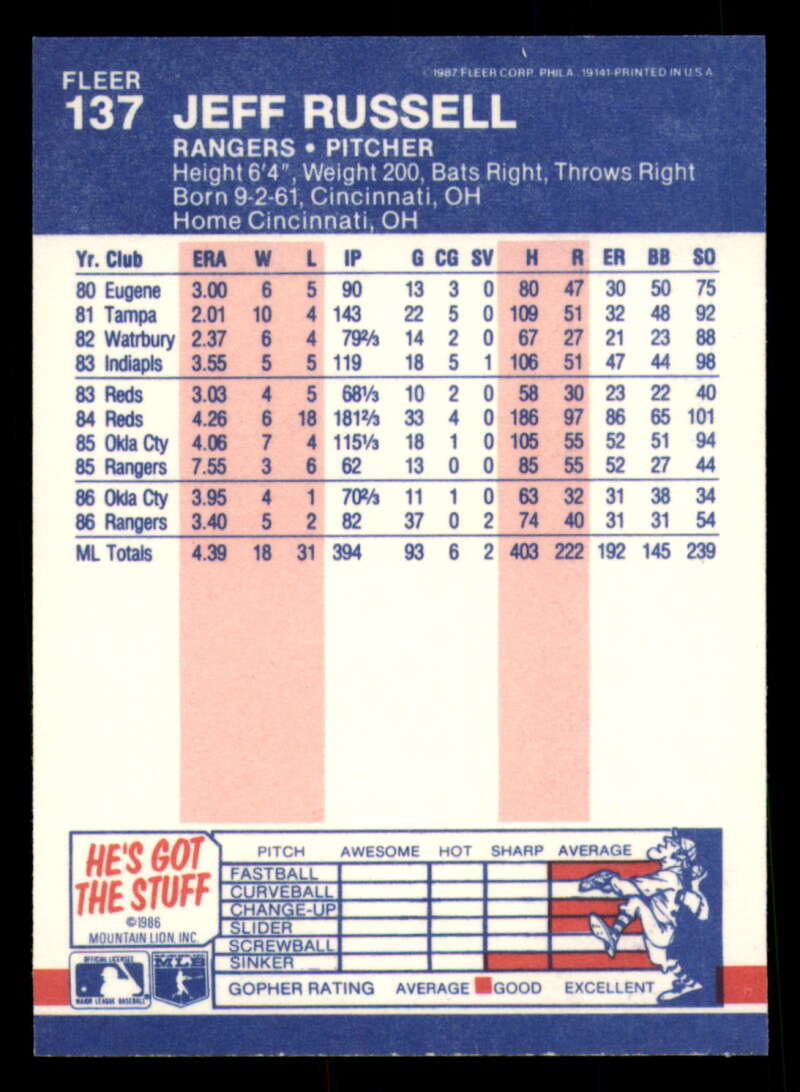 ©1987 FLEER CORP. PHILA. 19141-PRINTED IN U.S.A.
FLEER
137 JEFF RUSSELL
RANGERS • PITCHER
Height 6'4", Weight 200, Bats Right, Throws Right
Born 9-2-61, Cincinnati, OH
Home Cincinnati, OH
Yr. Club ERA W L IP G CG SV H R ER BB SO
80 Eugene 3.00 6 5 90 13 3 0 80 47 30 50 75
81 Tampa 2.01 10 4 143 22 5 0 109 51 32 48 92
82 Watrbury 2.37 6 4 79⅔ 14 2 0 67 27 21 23 88
83 Indiapls 3.55 5 5 119 18 5 1 106 51 47 44 98
83 Reds 3.03 4 5 68⅓ 10 2 0 58 30 23 22 40
84 Reds 4.26 6 18 181⅔ 33 4 0 186 97 86 65 101
85 Okla Cty 4.06 7 4 115⅓ 18 1 0 105 55 52 51 94
85 Rangers 7.55 3 6 62 13 0 0 85 55 52 27 44
86 Okla Cty 3.95 4 1 70⅔ 11 1 0 63 32 31 38 34
86 Rangers 3.40 5 2 82 37 0 2 74 40 31 31 54
ML Totals 4.39 18 31 394 93 6 2 403 222 192 145 239
HE'S GOT
THE STUFF
©1986
MOUNTAIN LION, INC.
PITCH AWESOME HOT SHARP AVERAGE
FASTBALL
CURVEBALL
CHANGE-UP
SLIDER
SCREWBALL
SINKER
GOPHER RATING AVERAGE GOOD EXCELLENT
OFFICIAL LICENSEE
MAJOR LEAGUE BASEBALL
MLB